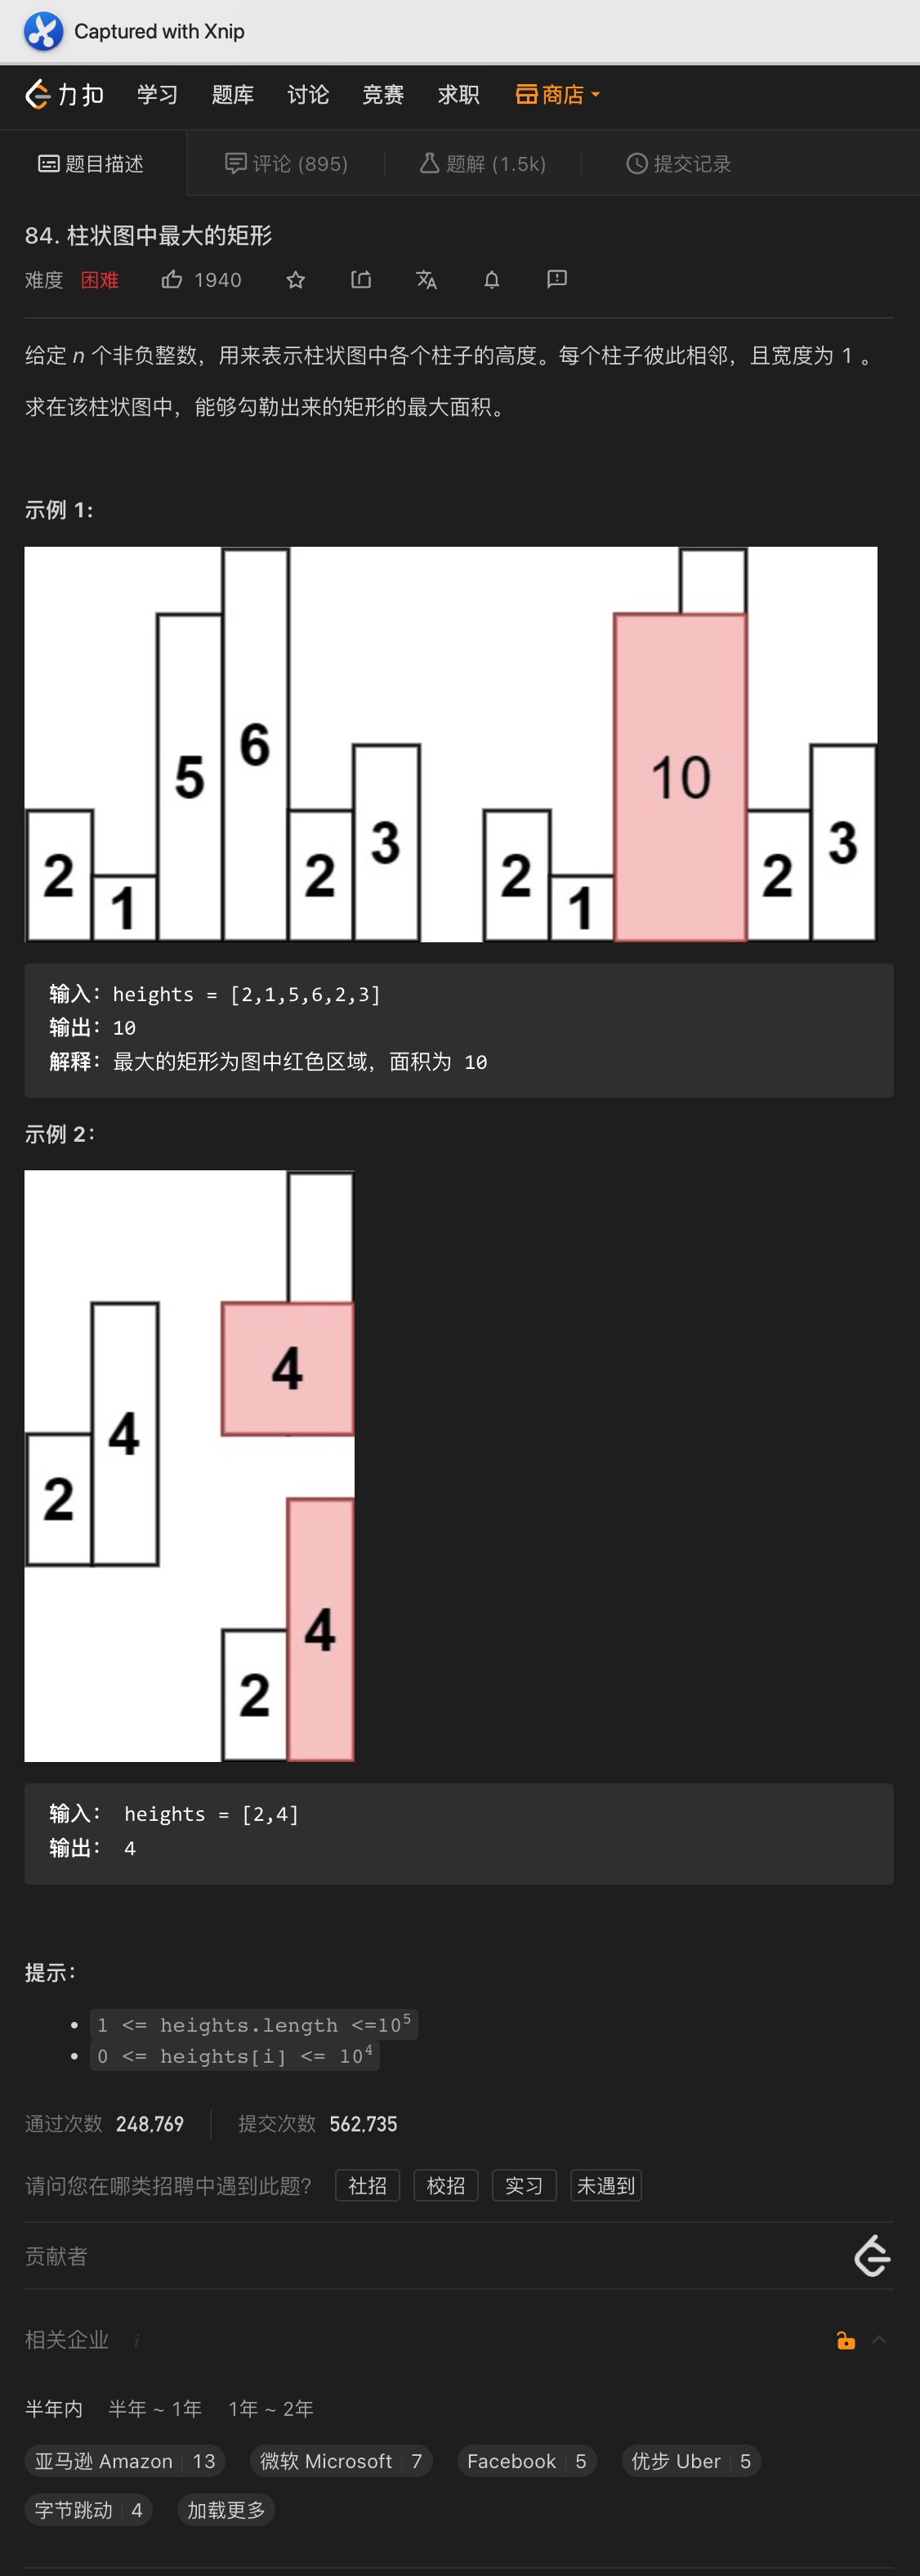 Captured with Xnip
力扣 学习 题库 讨论 竞赛 求职 商店
题目描述 评论 (895) 题解 (1.5k) 提交记录
84. 柱状图中最大的矩形
难度 困难 1940
给定 n 个非负整数，用来表示柱状图中各个柱子的高度。每个柱子彼此相邻，且宽度为 1 。
求在该柱状图中，能够勾勒出来的矩形的最大面积。
示例 1:
2 1 5 6 2 3 2 1 10 2 3
输入：heights = [2,1,5,6,2,3]
输出：10
解释：最大的矩形为图中红色区域，面积为 10
示例 2：
2 4 4
2 4
输入： heights = [2,4]
输出： 4
提示：
1 <= heights.length <=10⁵
0 <= heights[i] <= 10⁴
通过次数 248,769 提交次数 562,735
请问您在哪类招聘中遇到此题？ 社招 校招 实习 未遇到
贡献者
相关企业 i
半年内 半年 ~ 1年 1年 ~ 2年
亚马逊 Amazon 13 微软 Microsoft 7 Facebook 5 优步 Uber 5
字节跳动 4 加载更多